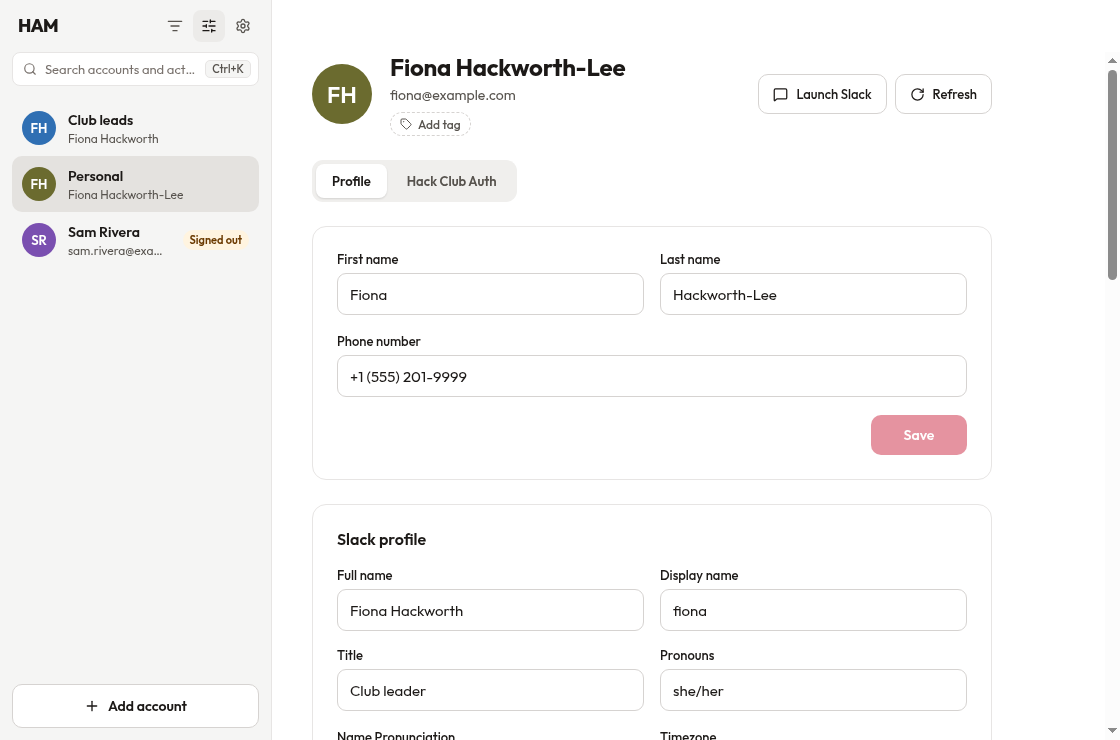 HAM
Search accounts and act... Ctrl+K
FH Club leads
Fiona Hackworth
FH Personal
Fiona Hackworth-Lee
SR Sam Rivera
sam.rivera@exa...
Signed out
Add account
FH
Fiona Hackworth-Lee
fiona@example.com
Add tag
Launch Slack
Refresh
Profile
Hack Club Auth
First name
Last name
Fiona
Hackworth-Lee
Phone number
+1 (555) 201-9999
Save
Slack profile
Full name
Display name
Fiona Hackworth
fiona
Title
Pronouns
Club leader
she/her
Name Pronunciation
Timezone